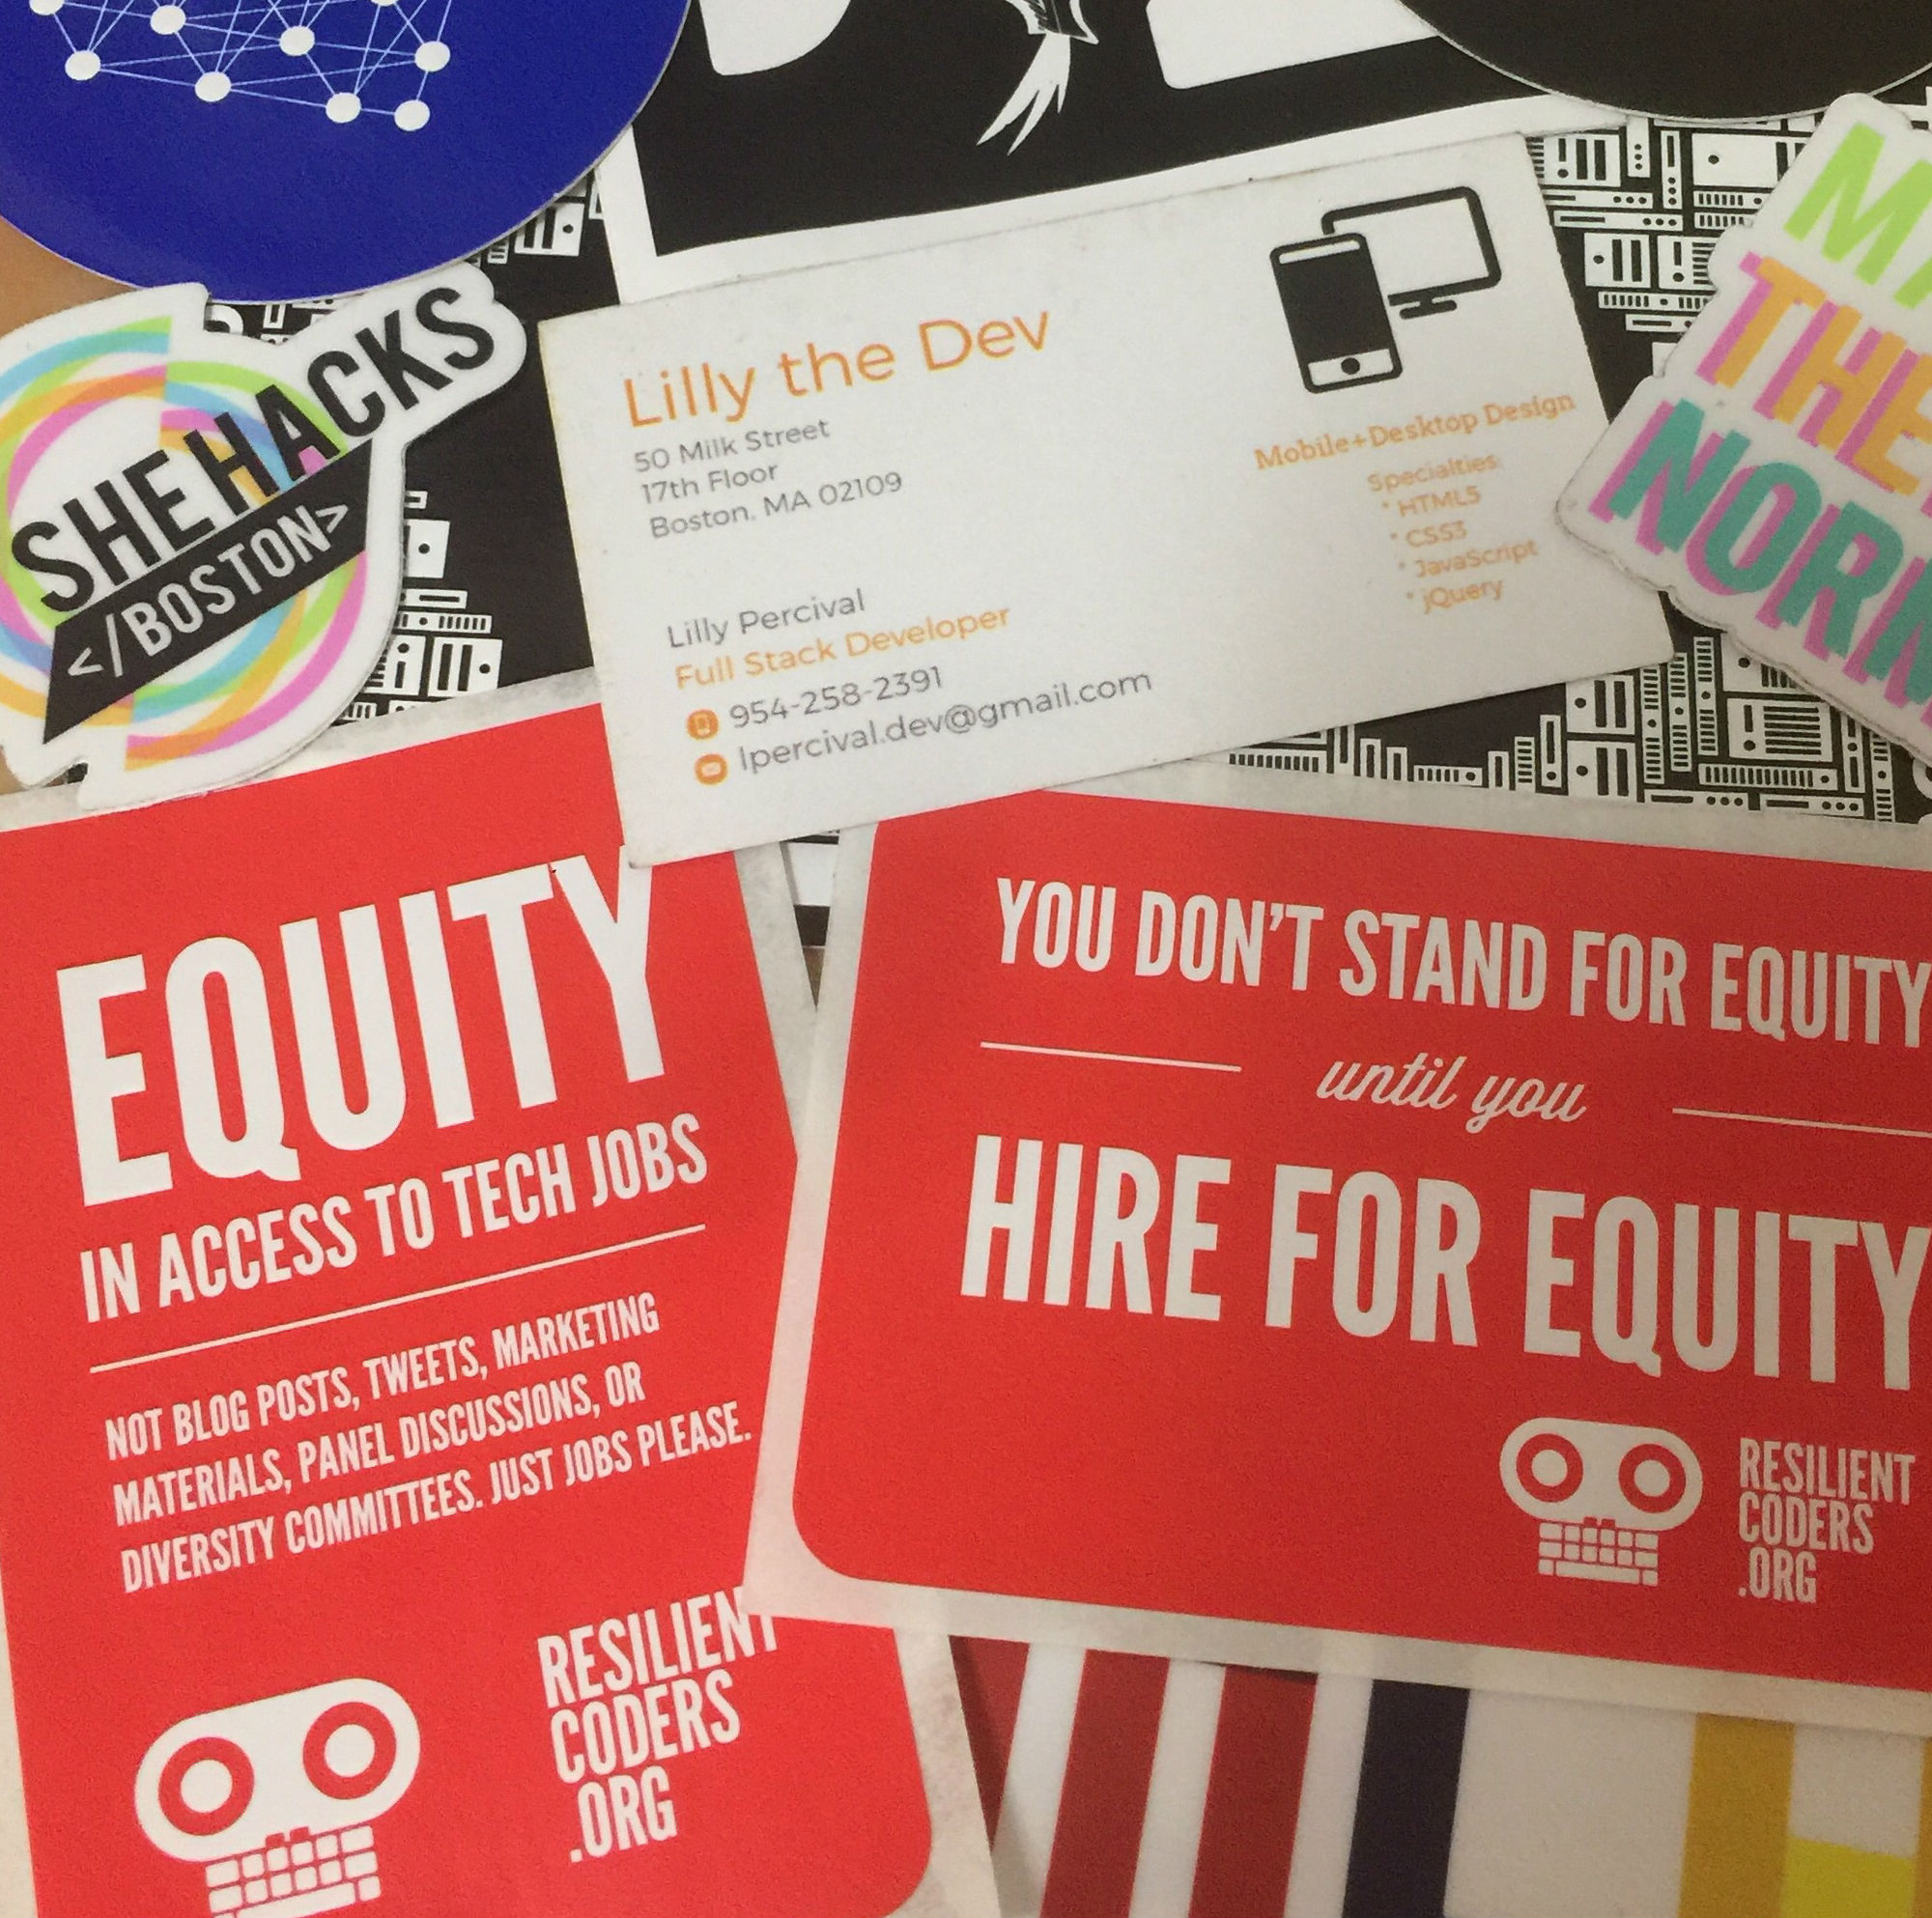 SHE HACKS
</BOSTON>
Lilly the Dev
50 Milk Street
17th Floor
Boston, MA 02109
Lilly Percival
Full Stack Developer
954-258-2391
lpercival.dev@gmail.com
Mobile+Desktop Design
Specialties:
* HTML5
* CSS3
* JavaScript
* jQuery
THE
EQUITY
IN ACCESS TO TECH JOBS
NOT BLOG POSTS, TWEETS, MARKETING
MATERIALS, PANEL DISCUSSIONS, OR
DIVERSITY COMMITTEES. JUST JOBS PLEASE.
RESILIENT
CODERS
.ORG
YOU DON'T STAND FOR EQUITY
until you
HIRE FOR EQUITY
RESILIENT
CODERS
.ORG